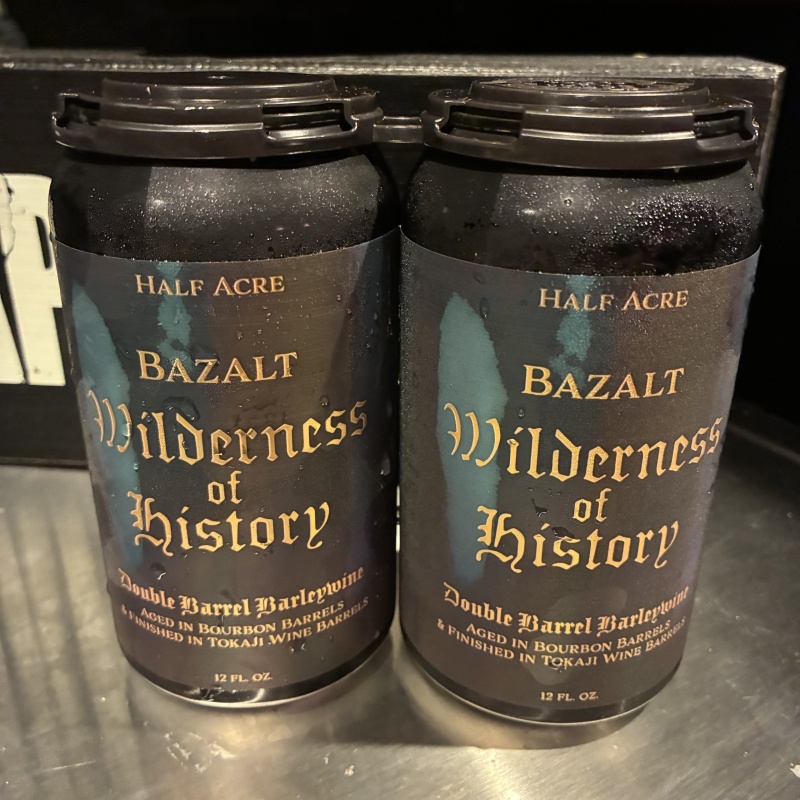 Half Acre
Bazalt
Wilderness
of
History
Double Barrel Barleywine
Aged in Bourbon Barrels
& Finished in Tokaji Wine Barrels
12 FL. OZ.
Half Acre
Bazalt
Wilderness
of
History
Double Barrel Barleywine
Aged in Bourbon Barrels
& Finished in Tokaji Wine Barrels
12 FL. OZ.